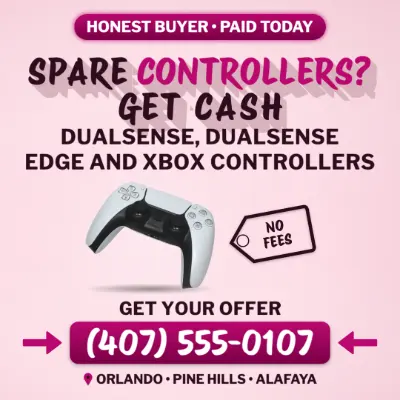 HONEST BUYER • PAID TODAY
SPARE CONTROLLERS?
GET CASH
DUALSENSE, DUALSENSE
EDGE AND XBOX CONTROLLERS
NO
FEES
GET YOUR OFFER
(407) 555-0107
ORLANDO • PINE HILLS • ALAFAYA